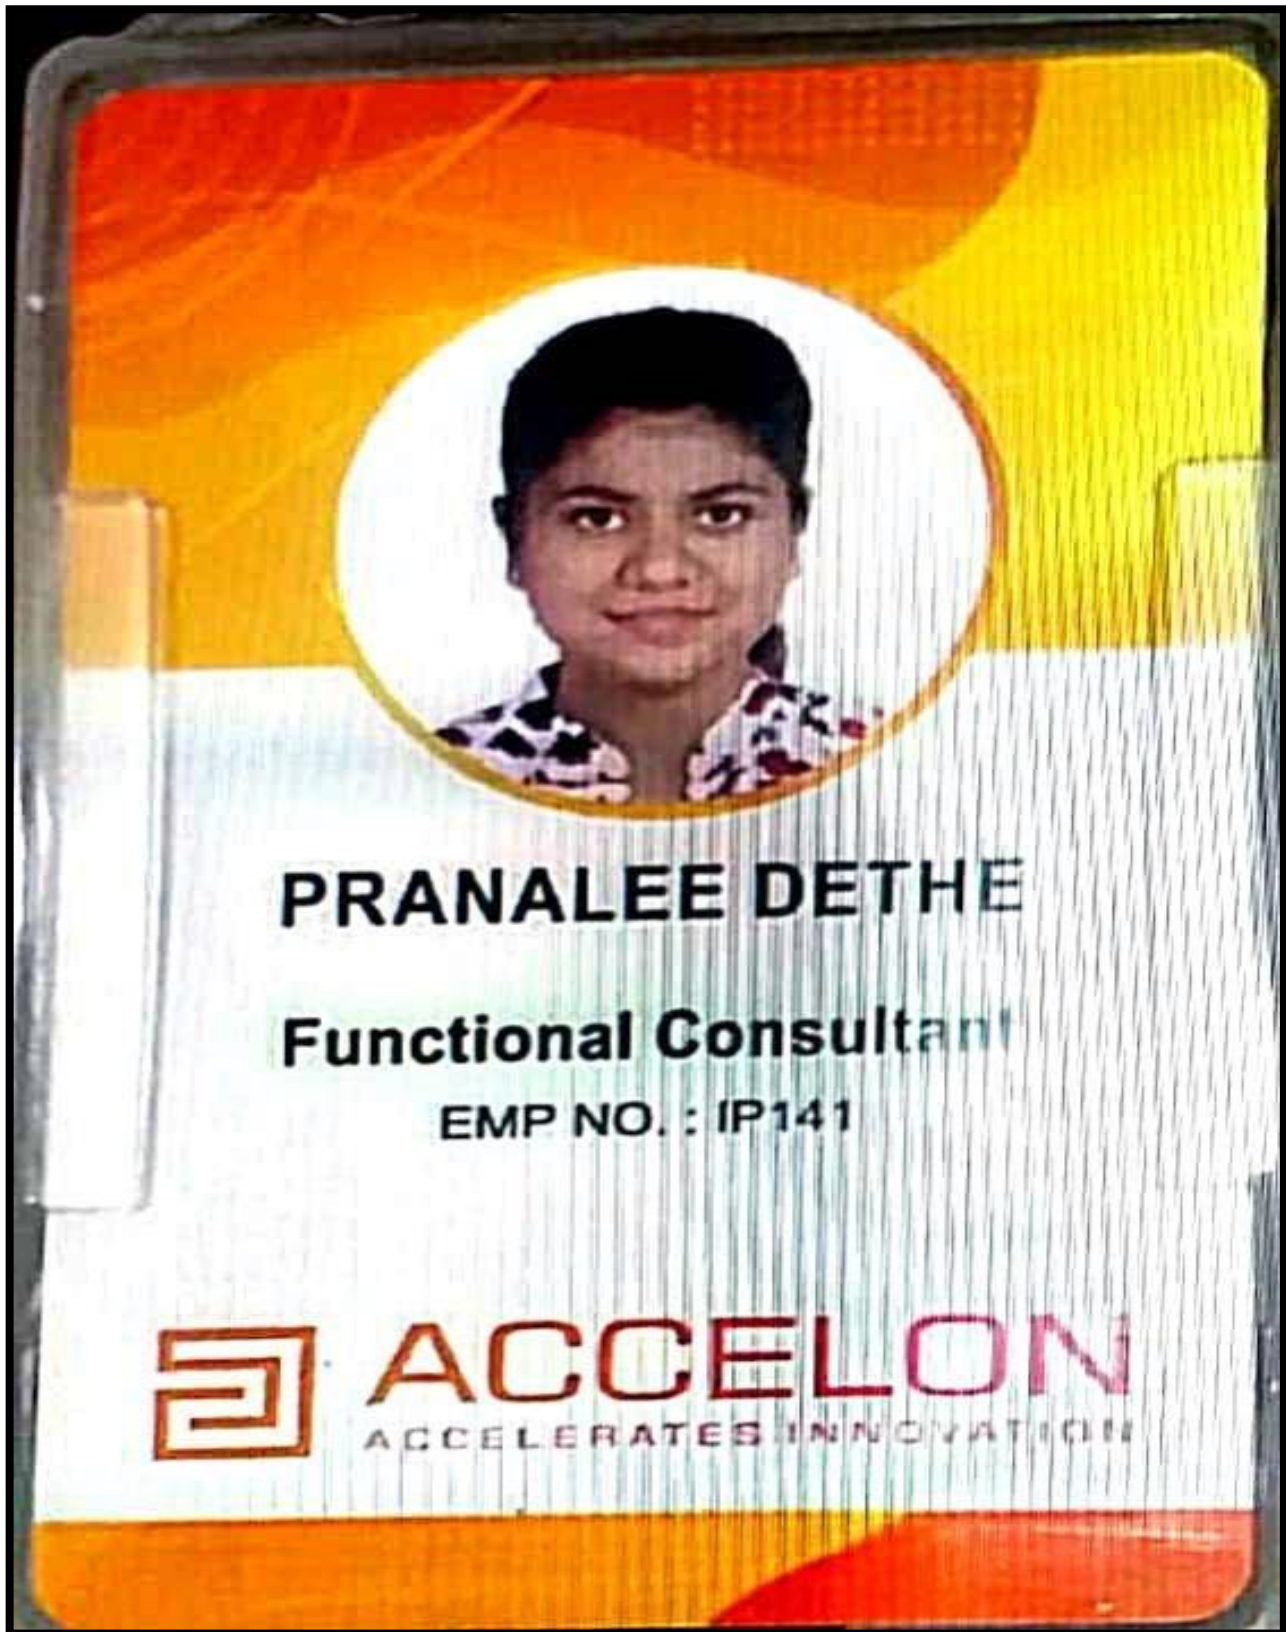 PRANALEE DETHE
Functional Consultant
EMP NO. : IP141
ACCELON
ACCELERATES INNOVATION